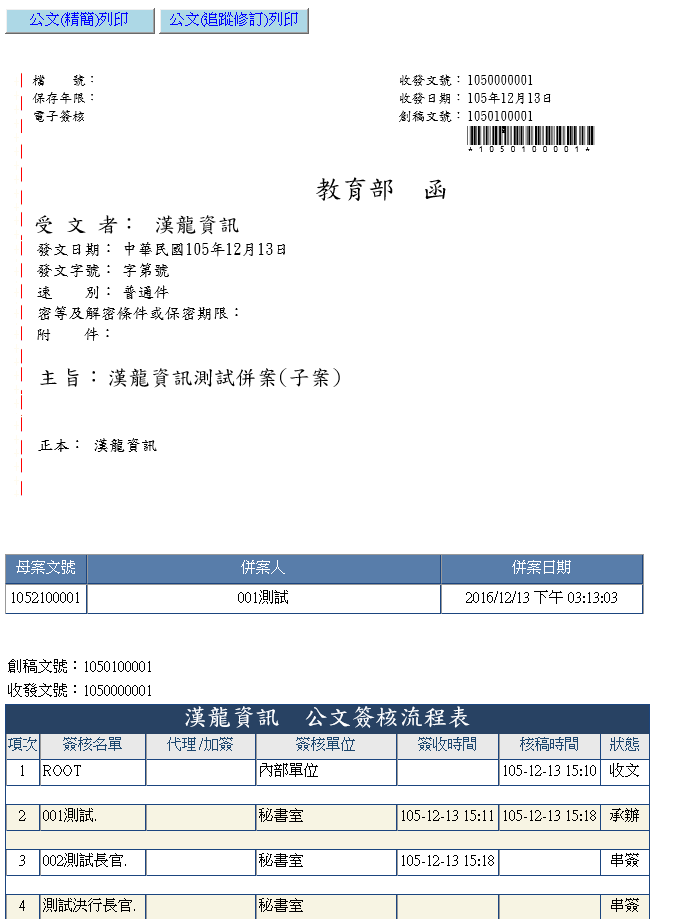 公文(精簡)列印 公文(追蹤修訂)列印
檔　　號： 收發文號：1050000001
保存年限： 收發日期：105年12月13日
電子簽核 創稿文號：1050100001
*1050100001*
教育部　函
受 文 者： 漢龍資訊
發文日期： 中華民國105年12月13日
發文字號： 字第號
速　　別： 普通件
密等及解密條件或保密期限：
附　　件：
主旨：漢龍資訊測試併案(子案)
正本： 漢龍資訊
母案文號 併案人 併案日期
1052100001 001測試 2016/12/13 下午 03:13:03
創稿文號：1050100001
收發文號：1050000001
漢龍資訊　公文簽核流程表
項次 簽核名單 代理/加簽 簽核單位 簽收時間 核稿時間 狀態
1 ROOT 內部單位 105-12-13 15:10 收文
2 001測試. 秘書室 105-12-13 15:11 105-12-13 15:18 承辦
3 002測試長官. 秘書室 105-12-13 15:18 串簽
4 測試決行長官. 秘書室 串簽